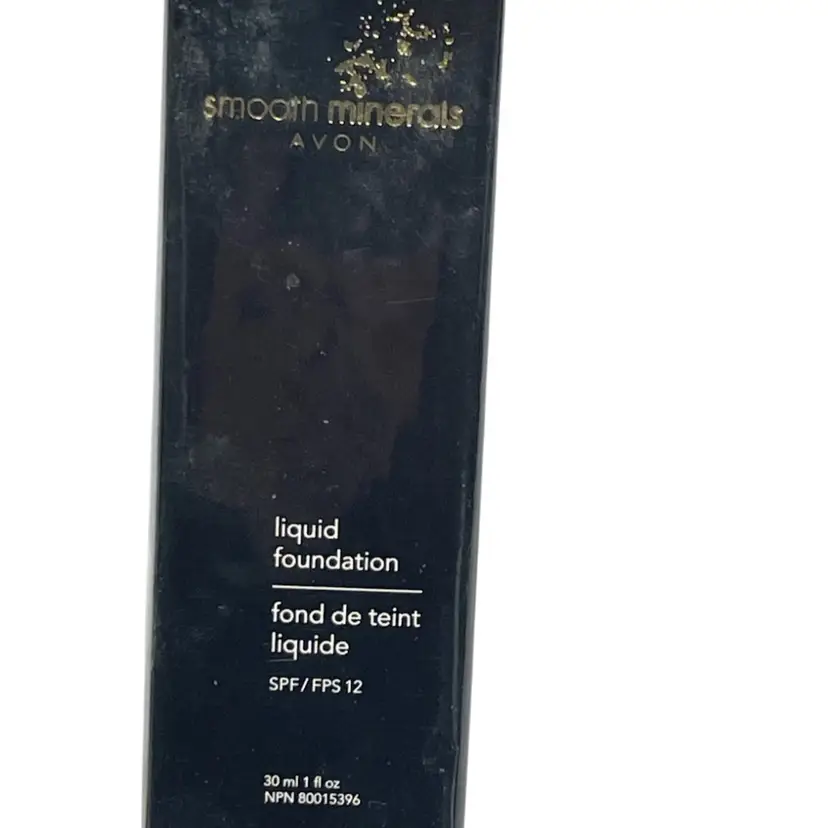 smooth minerals
AVON
liquid
foundation
fond de teint
liquide
SPF/FPS 12
30 ml 1 fl oz
NPN 80015396